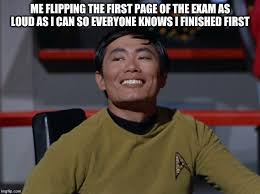 ME FLIPPING THE FIRST PAGE OF THE EXAM AS
LOUD AS I CAN SO EVERYONE KNOWS I FINISHED FIRST
imgflip.com